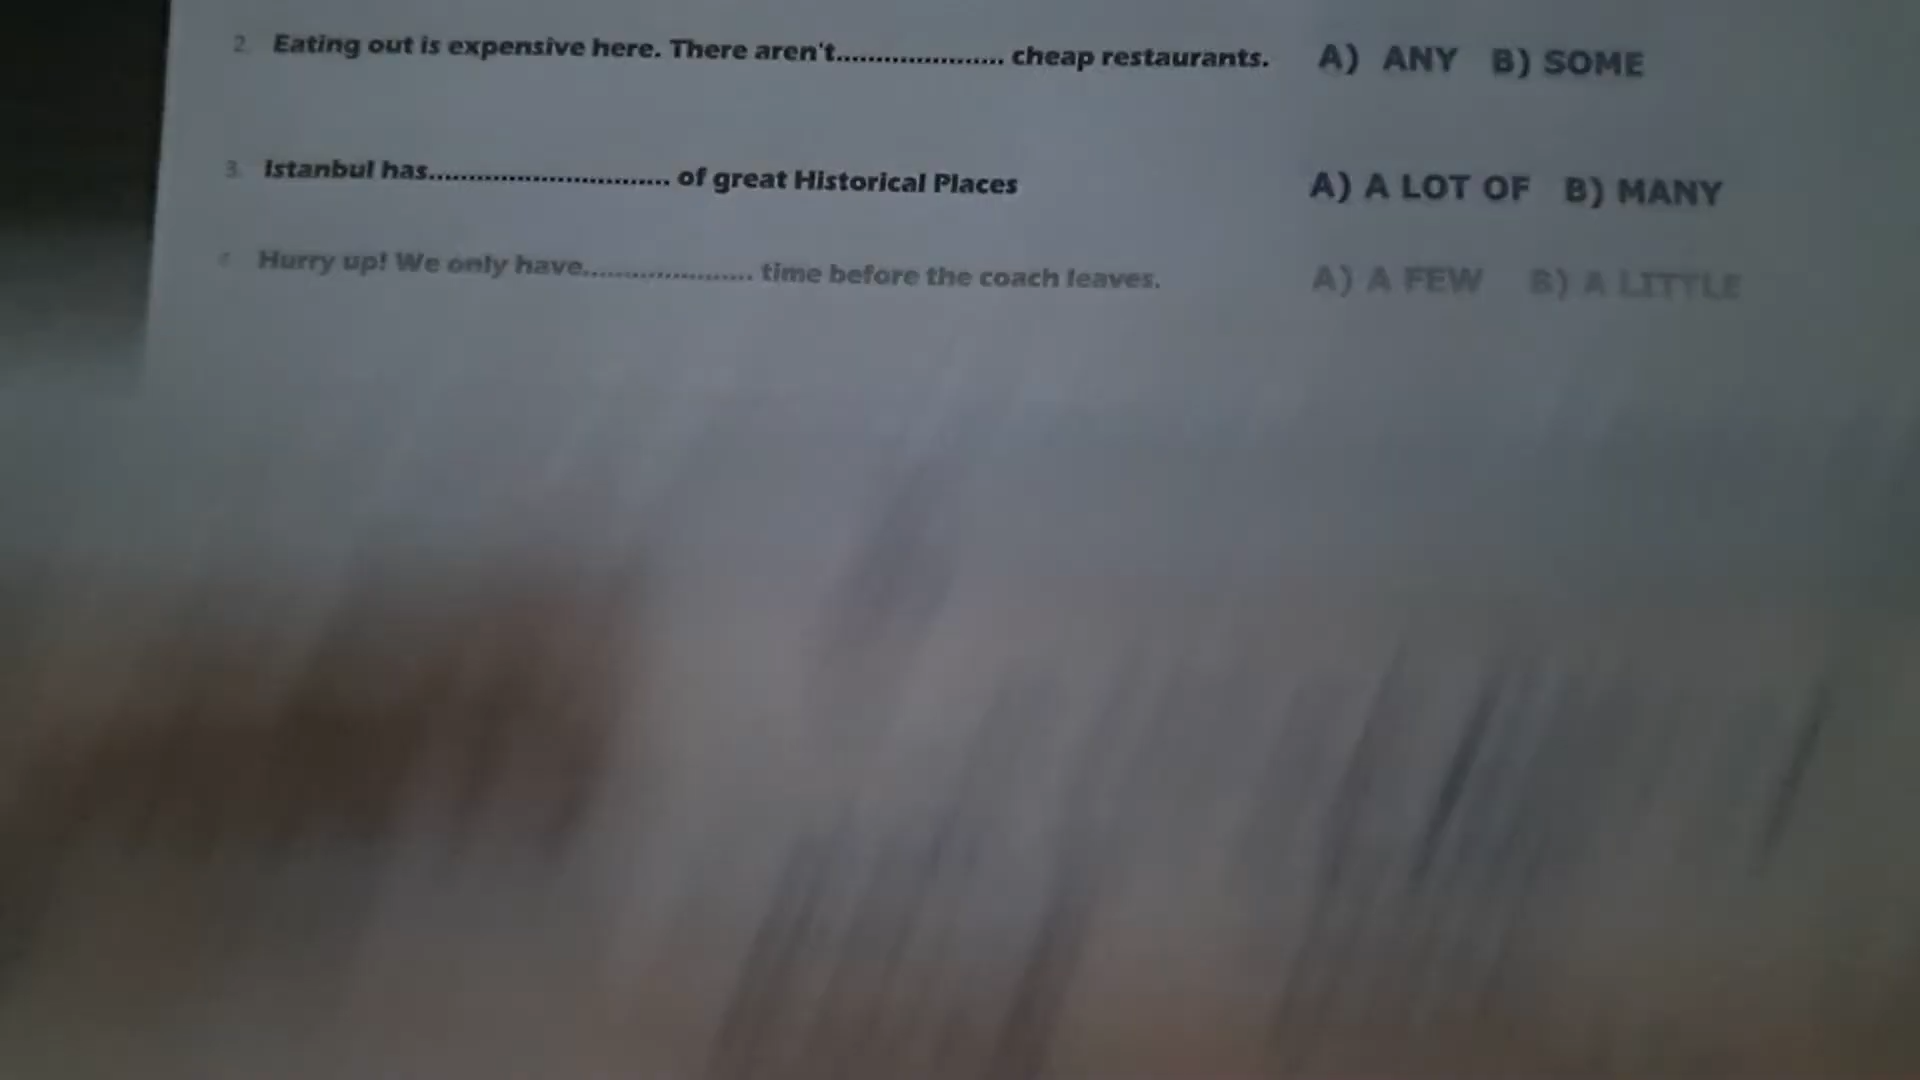 2. Eating out is expensive here. There aren't..................... cheap restaurants. A) ANY B) SOME
3. Istanbul has.............................. of great Historical Places A) A LOT OF B) MANY
Hurry up! We only have..................... time before the coach leaves. A) A FEW B) A LITTLE